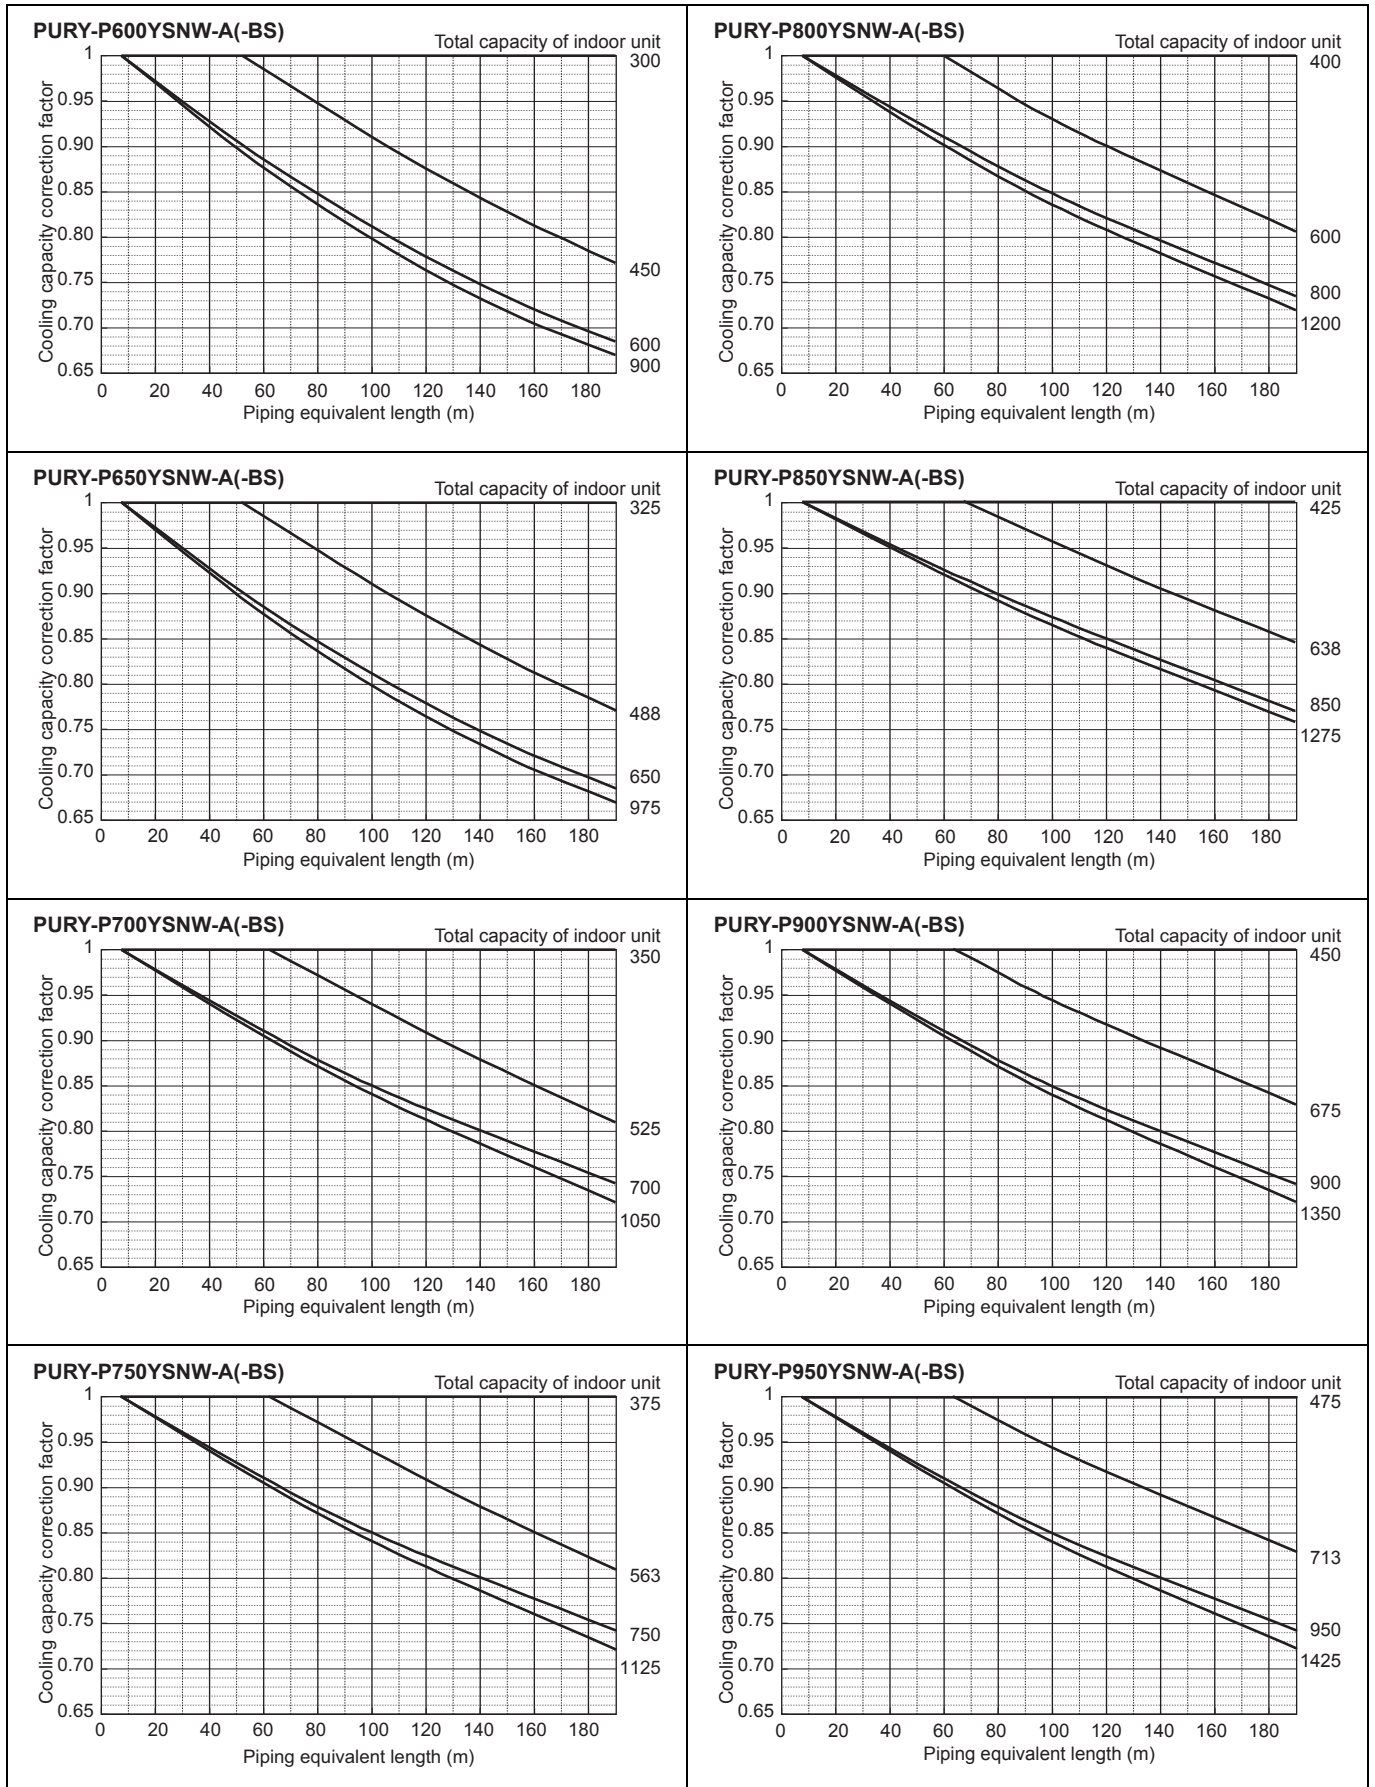 PURY-P600YSNW-A(-BS)
Total capacity of indoor unit
Cooling capacity correction factor
1
0.95
0.90
0.85
0.80
0.75
0.70
0.65
0 20 40 60 80 100 120 140 160 180
Piping equivalent length (m)
300
450
600
900
PURY-P800YSNW-A(-BS)
Total capacity of indoor unit
Cooling capacity correction factor
1
0.95
0.90
0.85
0.80
0.75
0.70
0.65
0 20 40 60 80 100 120 140 160 180
Piping equivalent length (m)
400
600
800
1200
PURY-P650YSNW-A(-BS)
Total capacity of indoor unit
Cooling capacity correction factor
1
0.95
0.90
0.85
0.80
0.75
0.70
0.65
0 20 40 60 80 100 120 140 160 180
Piping equivalent length (m)
325
488
650
975
PURY-P850YSNW-A(-BS)
Total capacity of indoor unit
Cooling capacity correction factor
1
0.95
0.90
0.85
0.80
0.75
0.70
0.65
0 20 40 60 80 100 120 140 160 180
Piping equivalent length (m)
425
638
850
1275
PURY-P700YSNW-A(-BS)
Total capacity of indoor unit
Cooling capacity correction factor
1
0.95
0.90
0.85
0.80
0.75
0.70
0.65
0 20 40 60 80 100 120 140 160 180
Piping equivalent length (m)
350
525
700
1050
PURY-P900YSNW-A(-BS)
Total capacity of indoor unit
Cooling capacity correction factor
1
0.95
0.90
0.85
0.80
0.75
0.70
0.65
0 20 40 60 80 100 120 140 160 180
Piping equivalent length (m)
450
675
900
1350
PURY-P750YSNW-A(-BS)
Total capacity of indoor unit
Cooling capacity correction factor
1
0.95
0.90
0.85
0.80
0.75
0.70
0.65
0 20 40 60 80 100 120 140 160 180
Piping equivalent length (m)
375
563
750
1125
PURY-P950YSNW-A(-BS)
Total capacity of indoor unit
Cooling capacity correction factor
1
0.95
0.90
0.85
0.80
0.75
0.70
0.65
0 20 40 60 80 100 120 140 160 180
Piping equivalent length (m)
475
713
950
1425